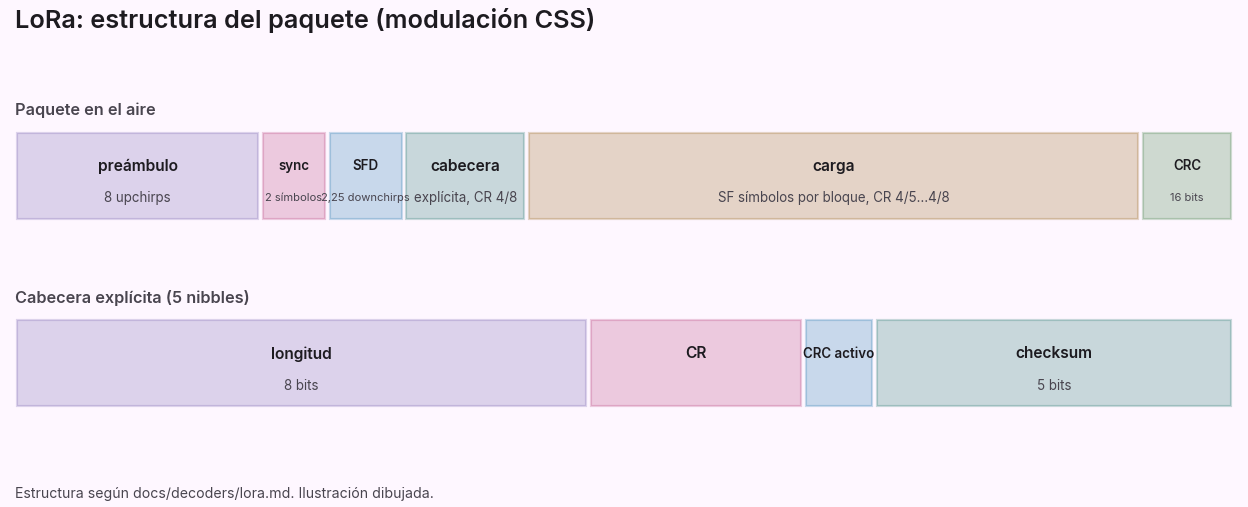 LoRa: estructura del paquete (modulación CSS)
Paquete en el aire
preámbulo
8 upchirps
sync
2 símbolos
SFD
2,25 downchirps
cabecera
explícita, CR 4/8
carga
SF símbolos por bloque, CR 4/5...4/8
CRC
16 bits
Cabecera explícita (5 nibbles)
longitud
8 bits
CR
CRC activo
checksum
5 bits
Estructura según docs/decoders/lora.md. Ilustración dibujada.